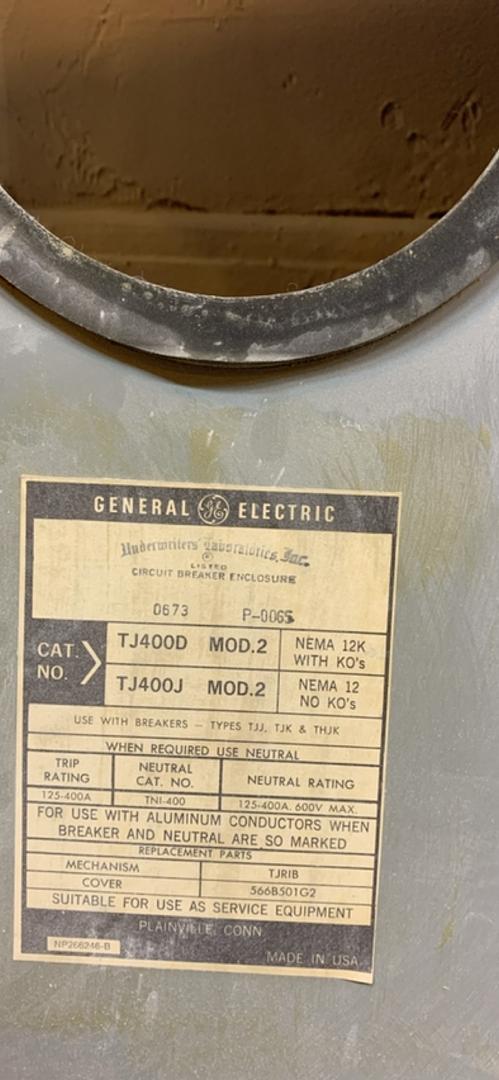 GENERAL GE ELECTRIC
Underwriters Laboratories, Inc.
LISTED
CIRCUIT BREAKER ENCLOSURE
0673 P-0065
CAT. NO.
TJ400D MOD.2 NEMA 12K WITH KO's
TJ400J MOD.2 NEMA 12 NO KO's
USE WITH BREAKERS — TYPES TJJ, TJK & THJK
WHEN REQUIRED USE NEUTRAL
TRIP RATING NEUTRAL CAT. NO. NEUTRAL RATING
125-400A TNI-400 125-400A. 600V MAX.
FOR USE WITH ALUMINUM CONDUCTORS WHEN
BREAKER AND NEUTRAL ARE SO MARKED
REPLACEMENT PARTS
MECHANISM TJRIB
COVER 566B501G2
SUITABLE FOR USE AS SERVICE EQUIPMENT
PLAINVILLE, CONN.
NP266246-B
MADE IN USA